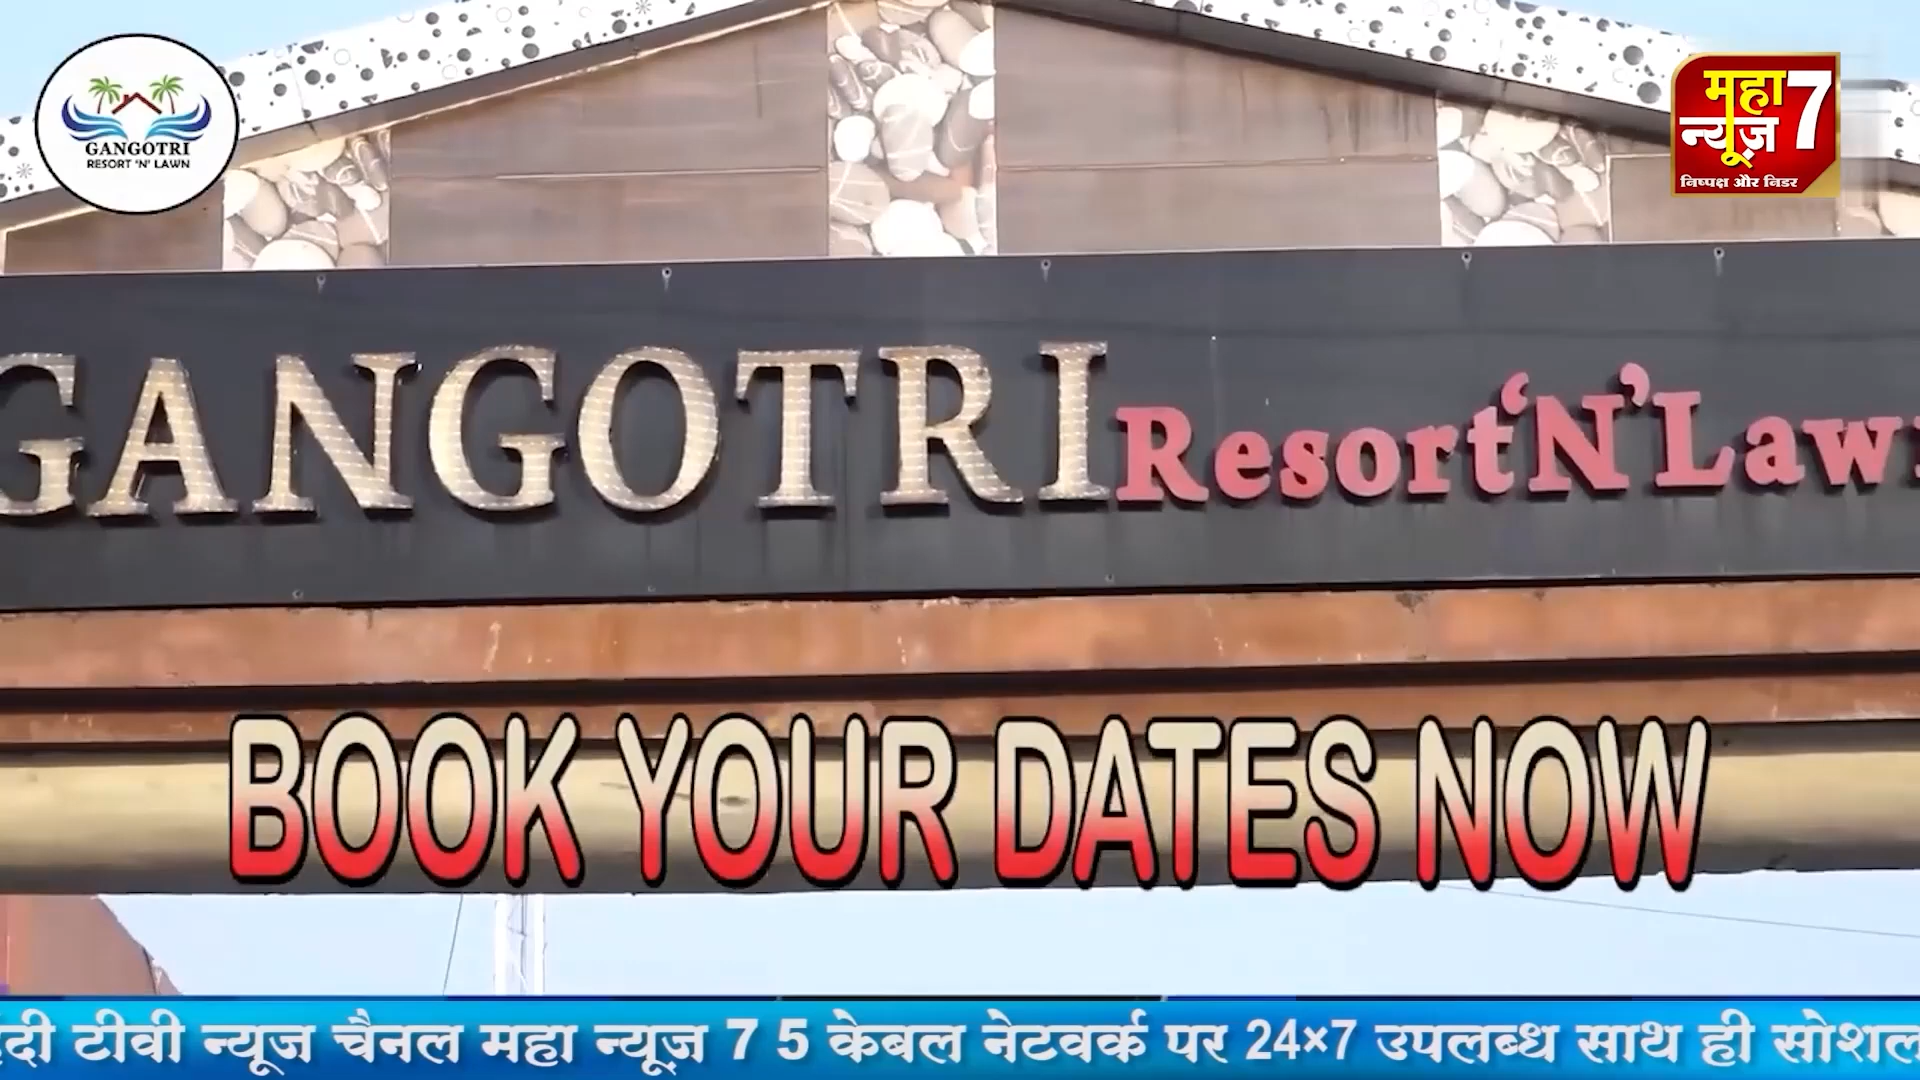 GANGOTRI
RESORT 'N' LAWN
महा
न्यूज़ 7
निष्पक्ष और निडर
GANGOTRI Resort 'N' Lawn
BOOK YOUR DATES NOW
टीवी न्यूज चैनल महा न्यूज़ 7 5 केबल नेटवर्क पर 24×7 उपलब्ध साथ ही सोशल